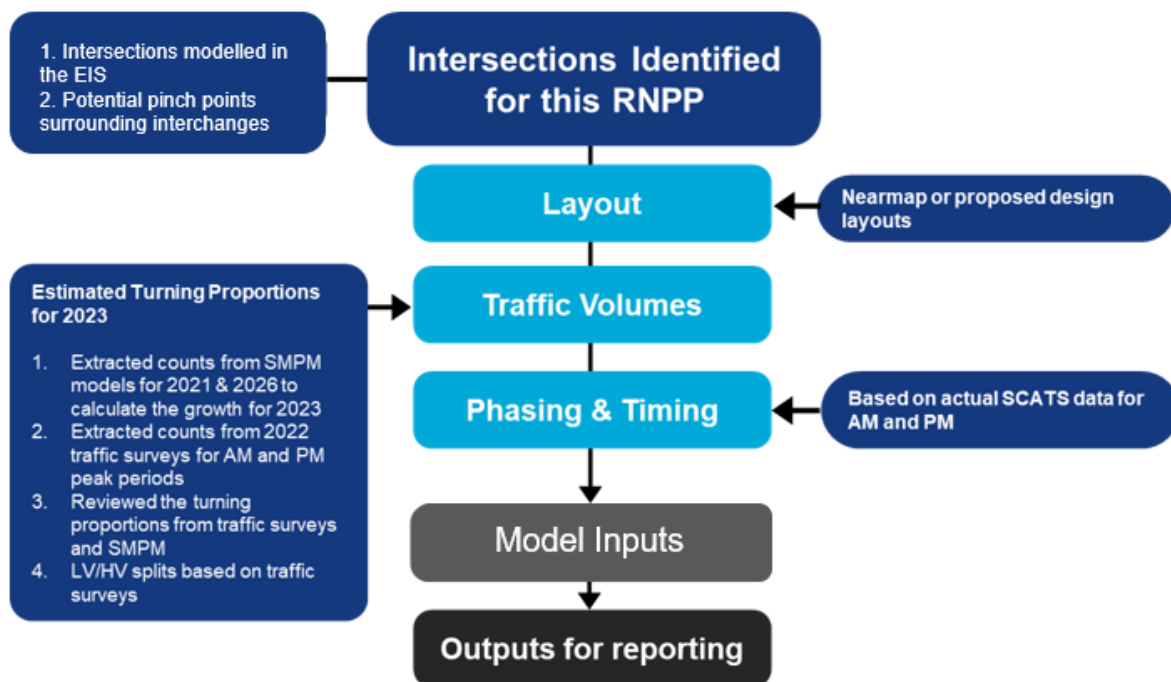 1. Intersections modelled in
the EIS
2. Potential pinch points
surrounding interchanges
Intersections Identified
for this RNPP
Layout
Nearmap or proposed design
layouts
Estimated Turning Proportions
for 2023
1. Extracted counts from SMPM
models for 2021 & 2026 to
calculate the growth for 2023
2. Extracted counts from 2022
traffic surveys for AM and PM
peak periods
3. Reviewed the turning
proportions from traffic surveys
and SMPM
4. LV/HV splits based on traffic
surveys
Traffic Volumes
Phasing & Timing
Based on actual SCATS data for
AM and PM
Model Inputs
Outputs for reporting